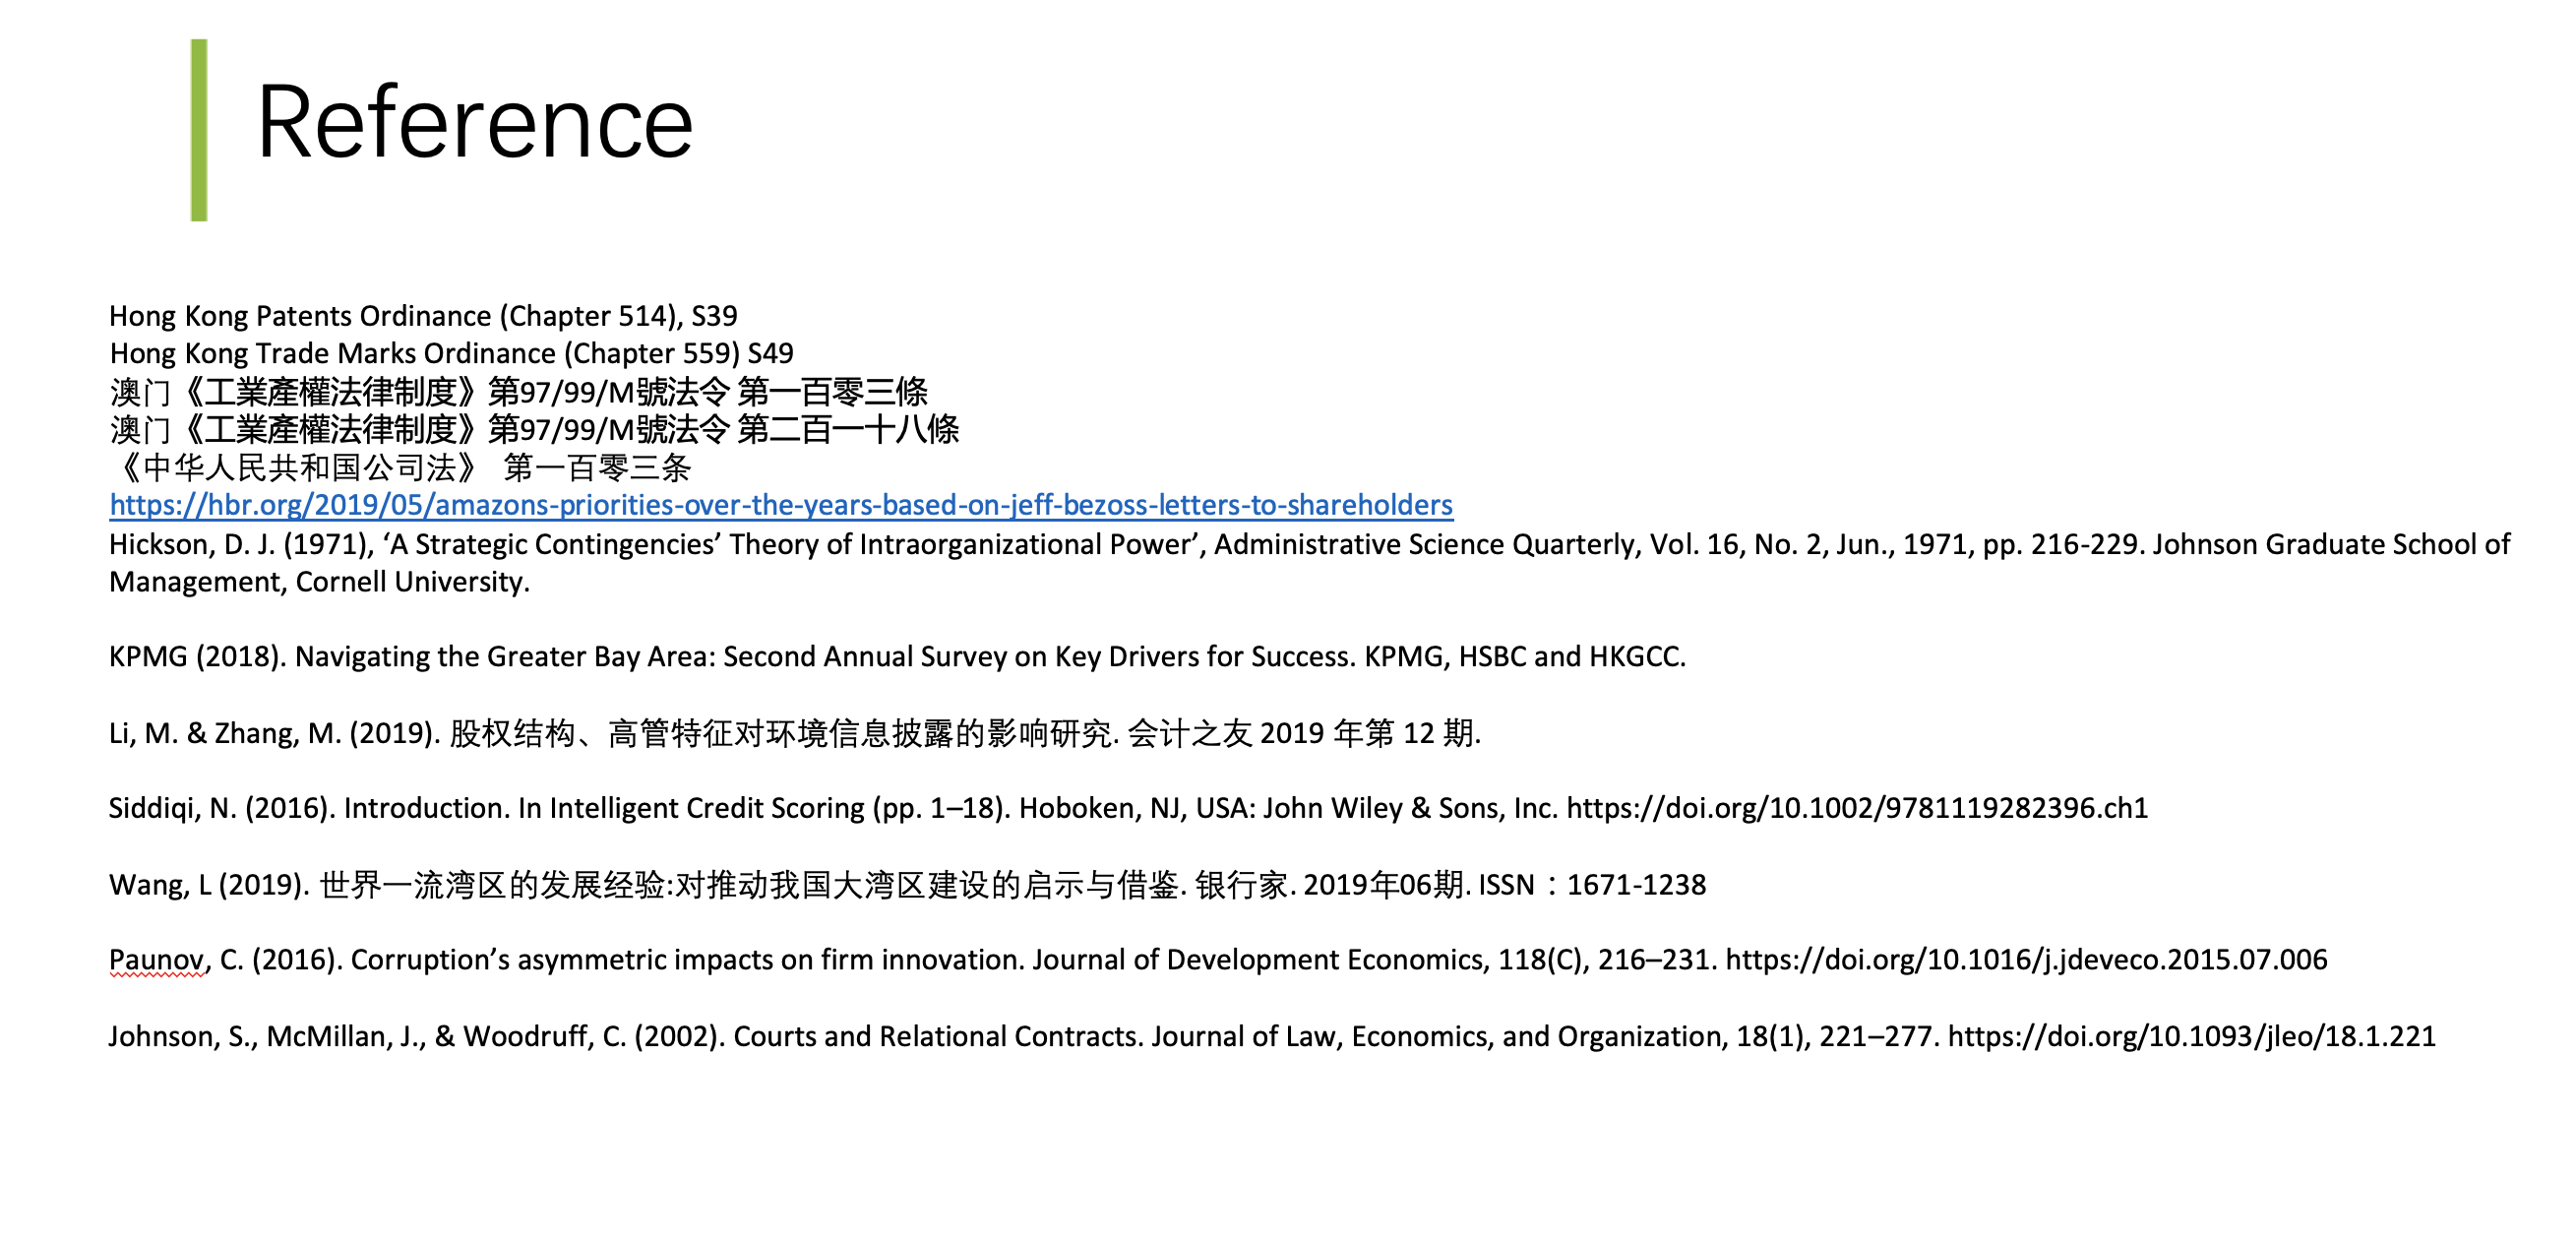 Reference
Hong Kong Patents Ordinance (Chapter 514), S39
Hong Kong Trade Marks Ordinance (Chapter 559) S49
澳门《工業產權法律制度》第97/99/M號法令 第一百零三條
澳门《工業產權法律制度》第97/99/M號法令 第二百一十八條
《中华人民共和国公司法》 第一百零三条
https://hbr.org/2019/05/amazons-priorities-over-the-years-based-on-jeff-bezoss-letters-to-shareholders
Hickson, D. J. (1971), ‘A Strategic Contingencies’ Theory of Intraorganizational Power’, Administrative Science Quarterly, Vol. 16, No. 2, Jun., 1971, pp. 216-229. Johnson Graduate School of
Management, Cornell University.
KPMG (2018). Navigating the Greater Bay Area: Second Annual Survey on Key Drivers for Success. KPMG, HSBC and HKGCC.
Li, M. & Zhang, M. (2019). 股权结构、高管特征对环境信息披露的影响研究. 会计之友 2019 年第 12 期.
Siddiqi, N. (2016). Introduction. In Intelligent Credit Scoring (pp. 1–18). Hoboken, NJ, USA: John Wiley & Sons, Inc. https://doi.org/10.1002/9781119282396.ch1
Wang, L (2019). 世界一流湾区的发展经验:对推动我国大湾区建设的启示与借鉴. 银行家. 2019年06期. ISSN：1671-1238
Paunov, C. (2016). Corruption’s asymmetric impacts on firm innovation. Journal of Development Economics, 118(C), 216–231. https://doi.org/10.1016/j.jdeveco.2015.07.006
Johnson, S., McMillan, J., & Woodruff, C. (2002). Courts and Relational Contracts. Journal of Law, Economics, and Organization, 18(1), 221–277. https://doi.org/10.1093/jleo/18.1.221